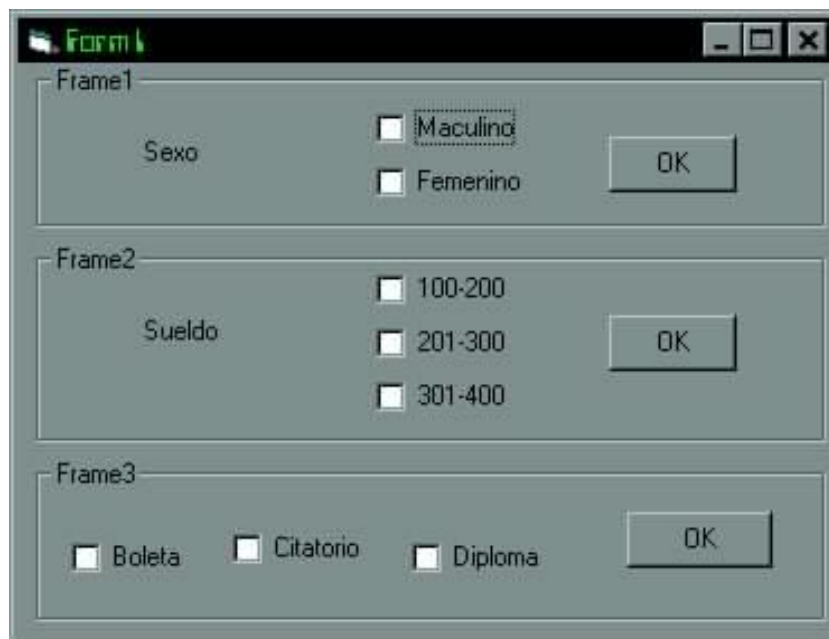 Form1
Frame1
Sexo
Maculino
Femenino
OK
Frame2
Sueldo
100-200
201-300
301-400
OK
Frame3
Boleta
Citatorio
Diploma
OK